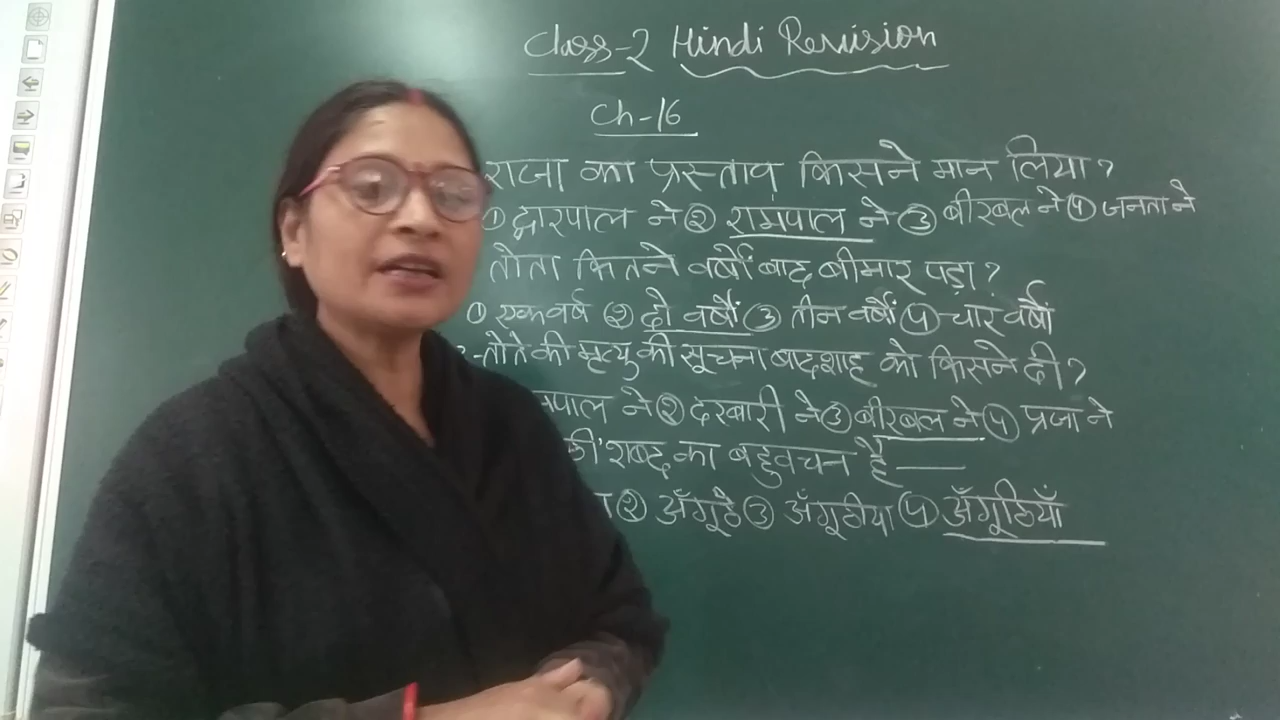 Class-2 Hindi Revision
Ch-16
राजा का प्रस्ताव किसने मान लिया?
① द्वारपाल ने ② रामपाल ने ③ बीरबल ने ④ जनता ने
तोता कितने वर्षों बाद बीमार पड़ा?
① एक वर्ष ② दो वर्षों ③ तीन वर्षों ④ चार वर्षों
-तोते की मृत्यु की सूचना बादशाह को किसने दी?
मपाल ने ② दरबारी ने ③ बीरबल ने ④ प्रजा ने
शब्द का बहुवचन है ——
② अँगूठे ③ अँगूठीया ④ अँगूठियाँ